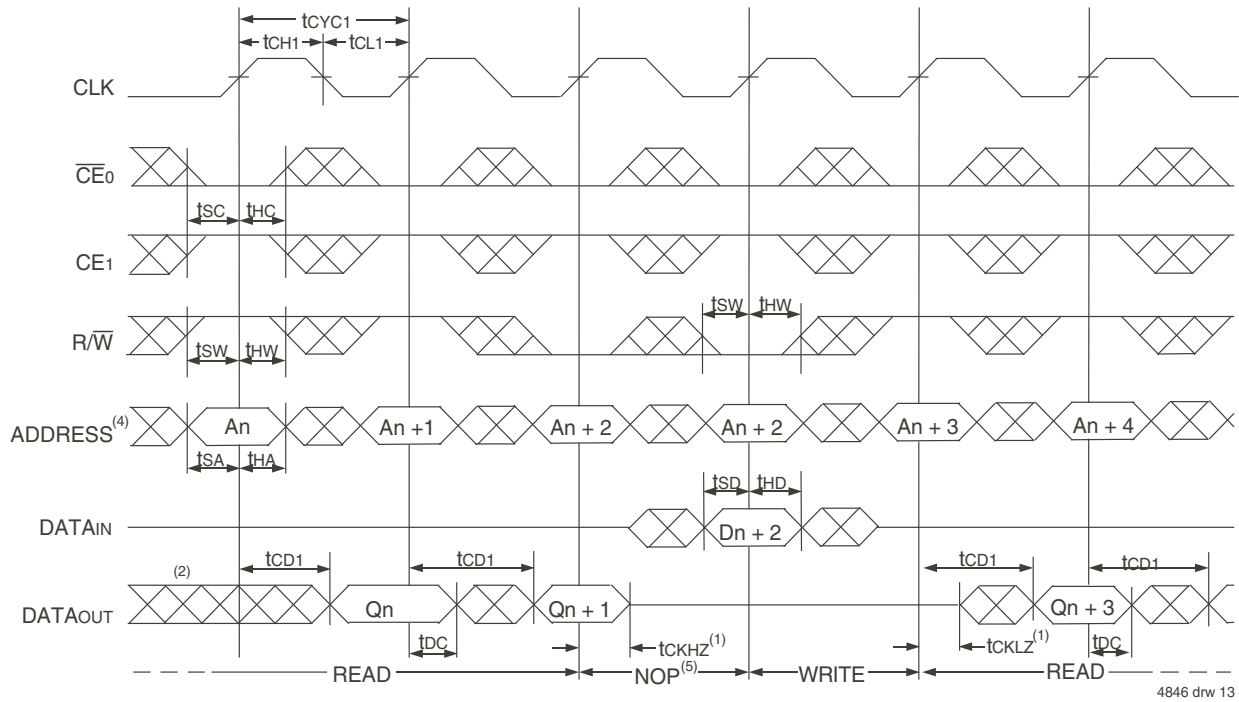 tCYC1
tCH1 tCL1
CLK
CE0
tSC tHC
CE1
tSW tHW
R/W
tSW tHW
ADDRESS(4) An An +1 An + 2 An + 2 An + 3 An + 4
tSA tHA
tSD tHD
DATAIN Dn + 2
tCD1 tCD1 tCD1 tCD1
(2)
DATAOUT Qn Qn + 1 Qn + 3
tDC tCKHZ(1) tCKLZ(1) tDC
READ NOP(5) WRITE READ
4846 drw 13